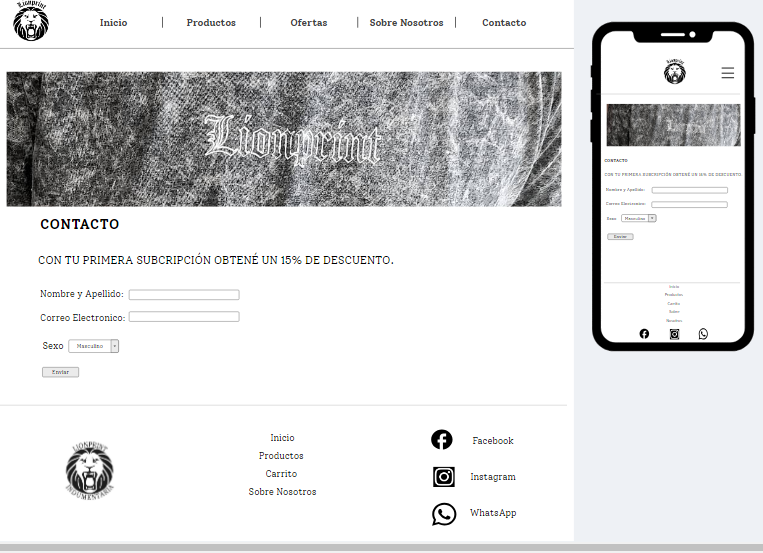 Lionprint
Inicio | Productos | Ofertas | Sobre Nosotros | Contacto
Lionprint
CONTACTO
CON TU PRIMERA SUBCRIPCIÓN OBTENÉ UN 15% DE DESCUENTO.
Nombre y Apellido:
Correo Electronico:
Sexo Masculino
Enviar
LIONPRINT
INDUMENTARIA
Inicio
Productos
Carrito
Sobre Nosotros
Facebook
Instagram
WhatsApp
Lionprint
Lionprint
CONTACTO
CON TU PRIMERA SUBCRIPCIÓN OBTENÉ UN 15% DE DESCUENTO
Nombre y Apellido:
Correo Electronico:
Sexo Masculino
Enviar
Inicio
Productos
Carrito
Sobre
Nosotros